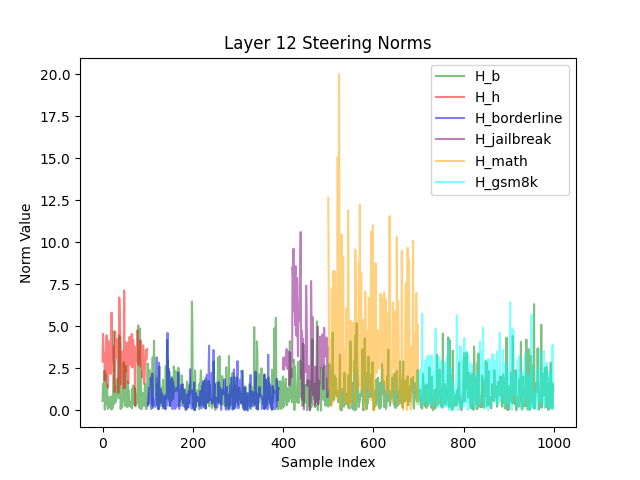 Layer 12 Steering Norms
20.0
17.5
15.0
12.5
10.0
7.5
5.0
2.5
0.0
Norm Value
H_b
H_h
H_borderline
H_jailbreak
H_math
H_gsm8k
0 200 400 600 800 1000
Sample Index